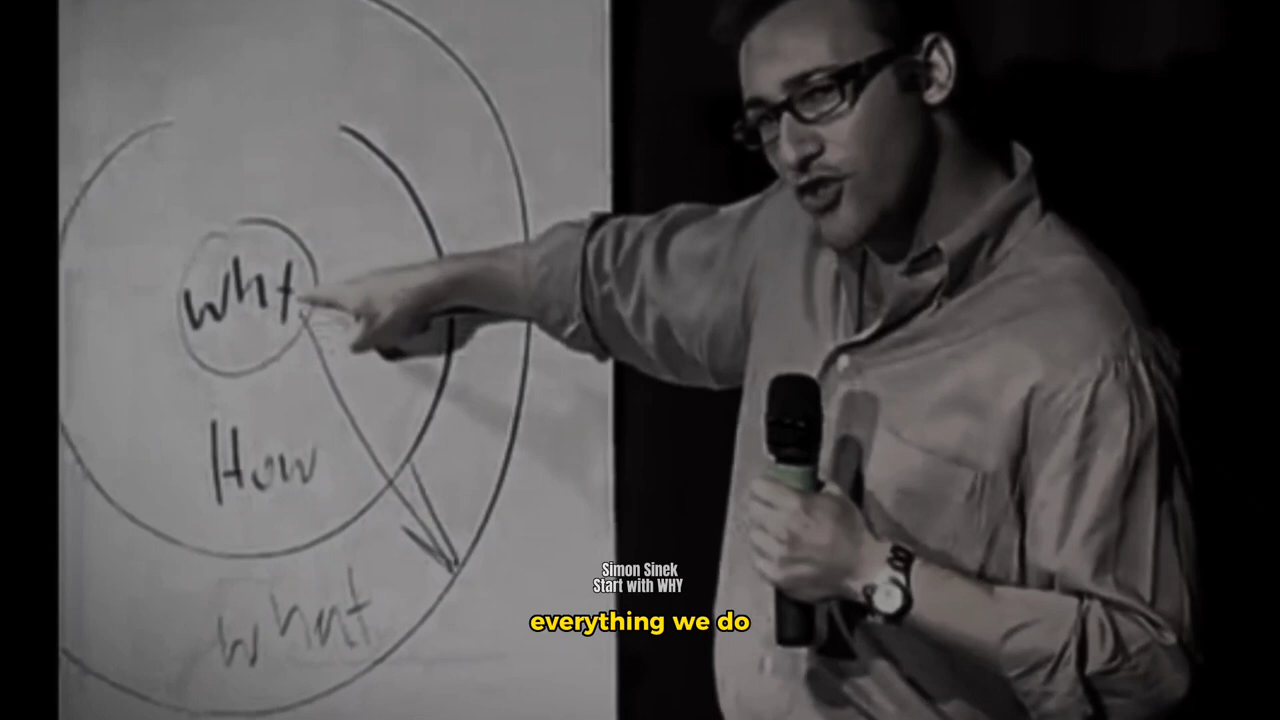 Why
How
What
Simon Sinek
Start with WHY
everything we do